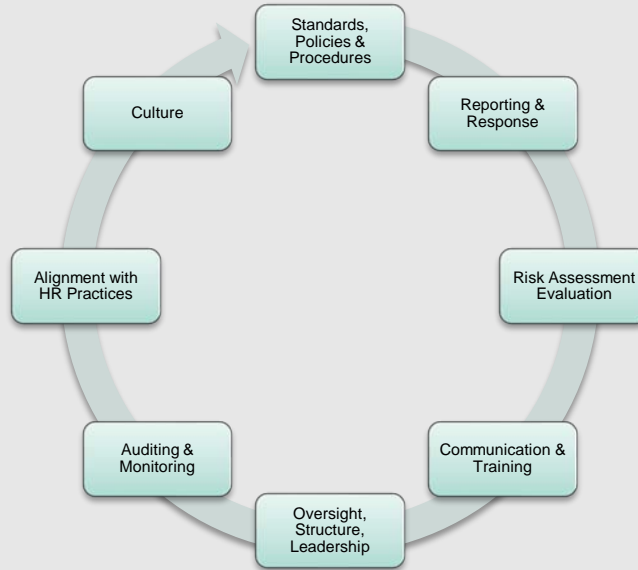 Standards,
Policies &
Procedures
Reporting &
Response
Risk Assessment
Evaluation
Communication &
Training
Oversight,
Structure,
Leadership
Auditing &
Monitoring
Alignment with
HR Practices
Culture